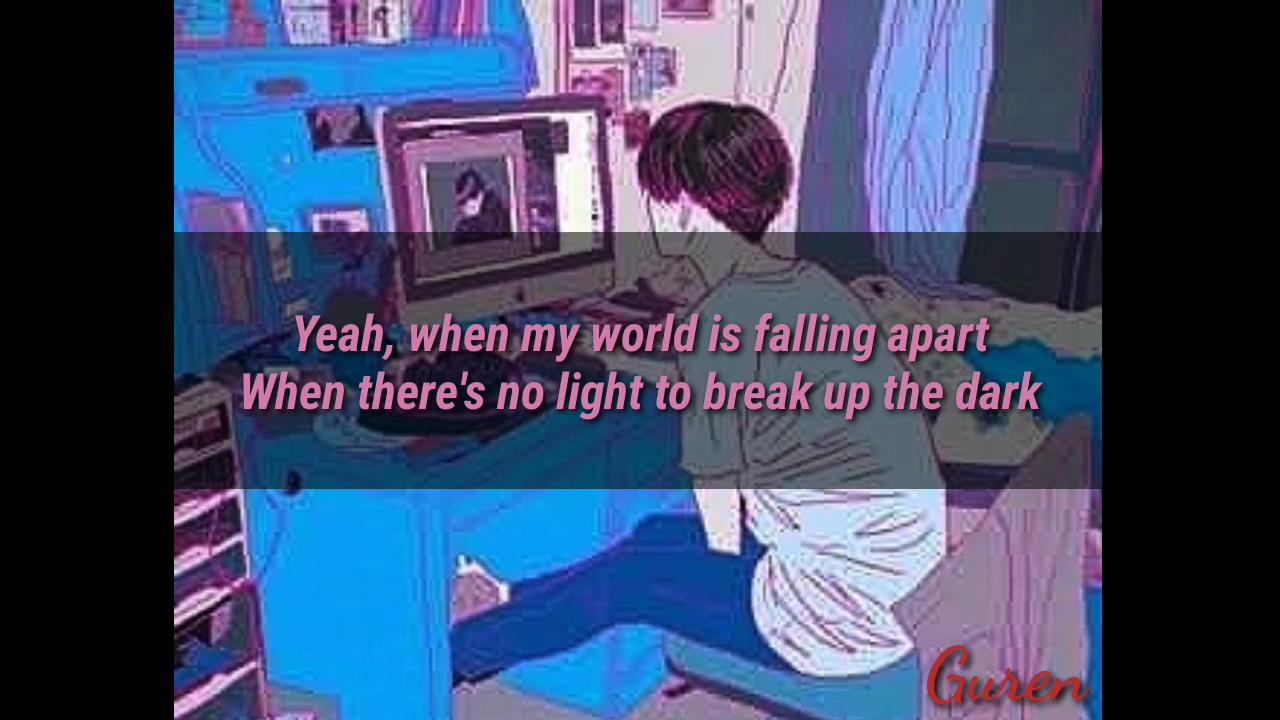 Yeah, when my world is falling apart
When there's no light to break up the dark
Guren